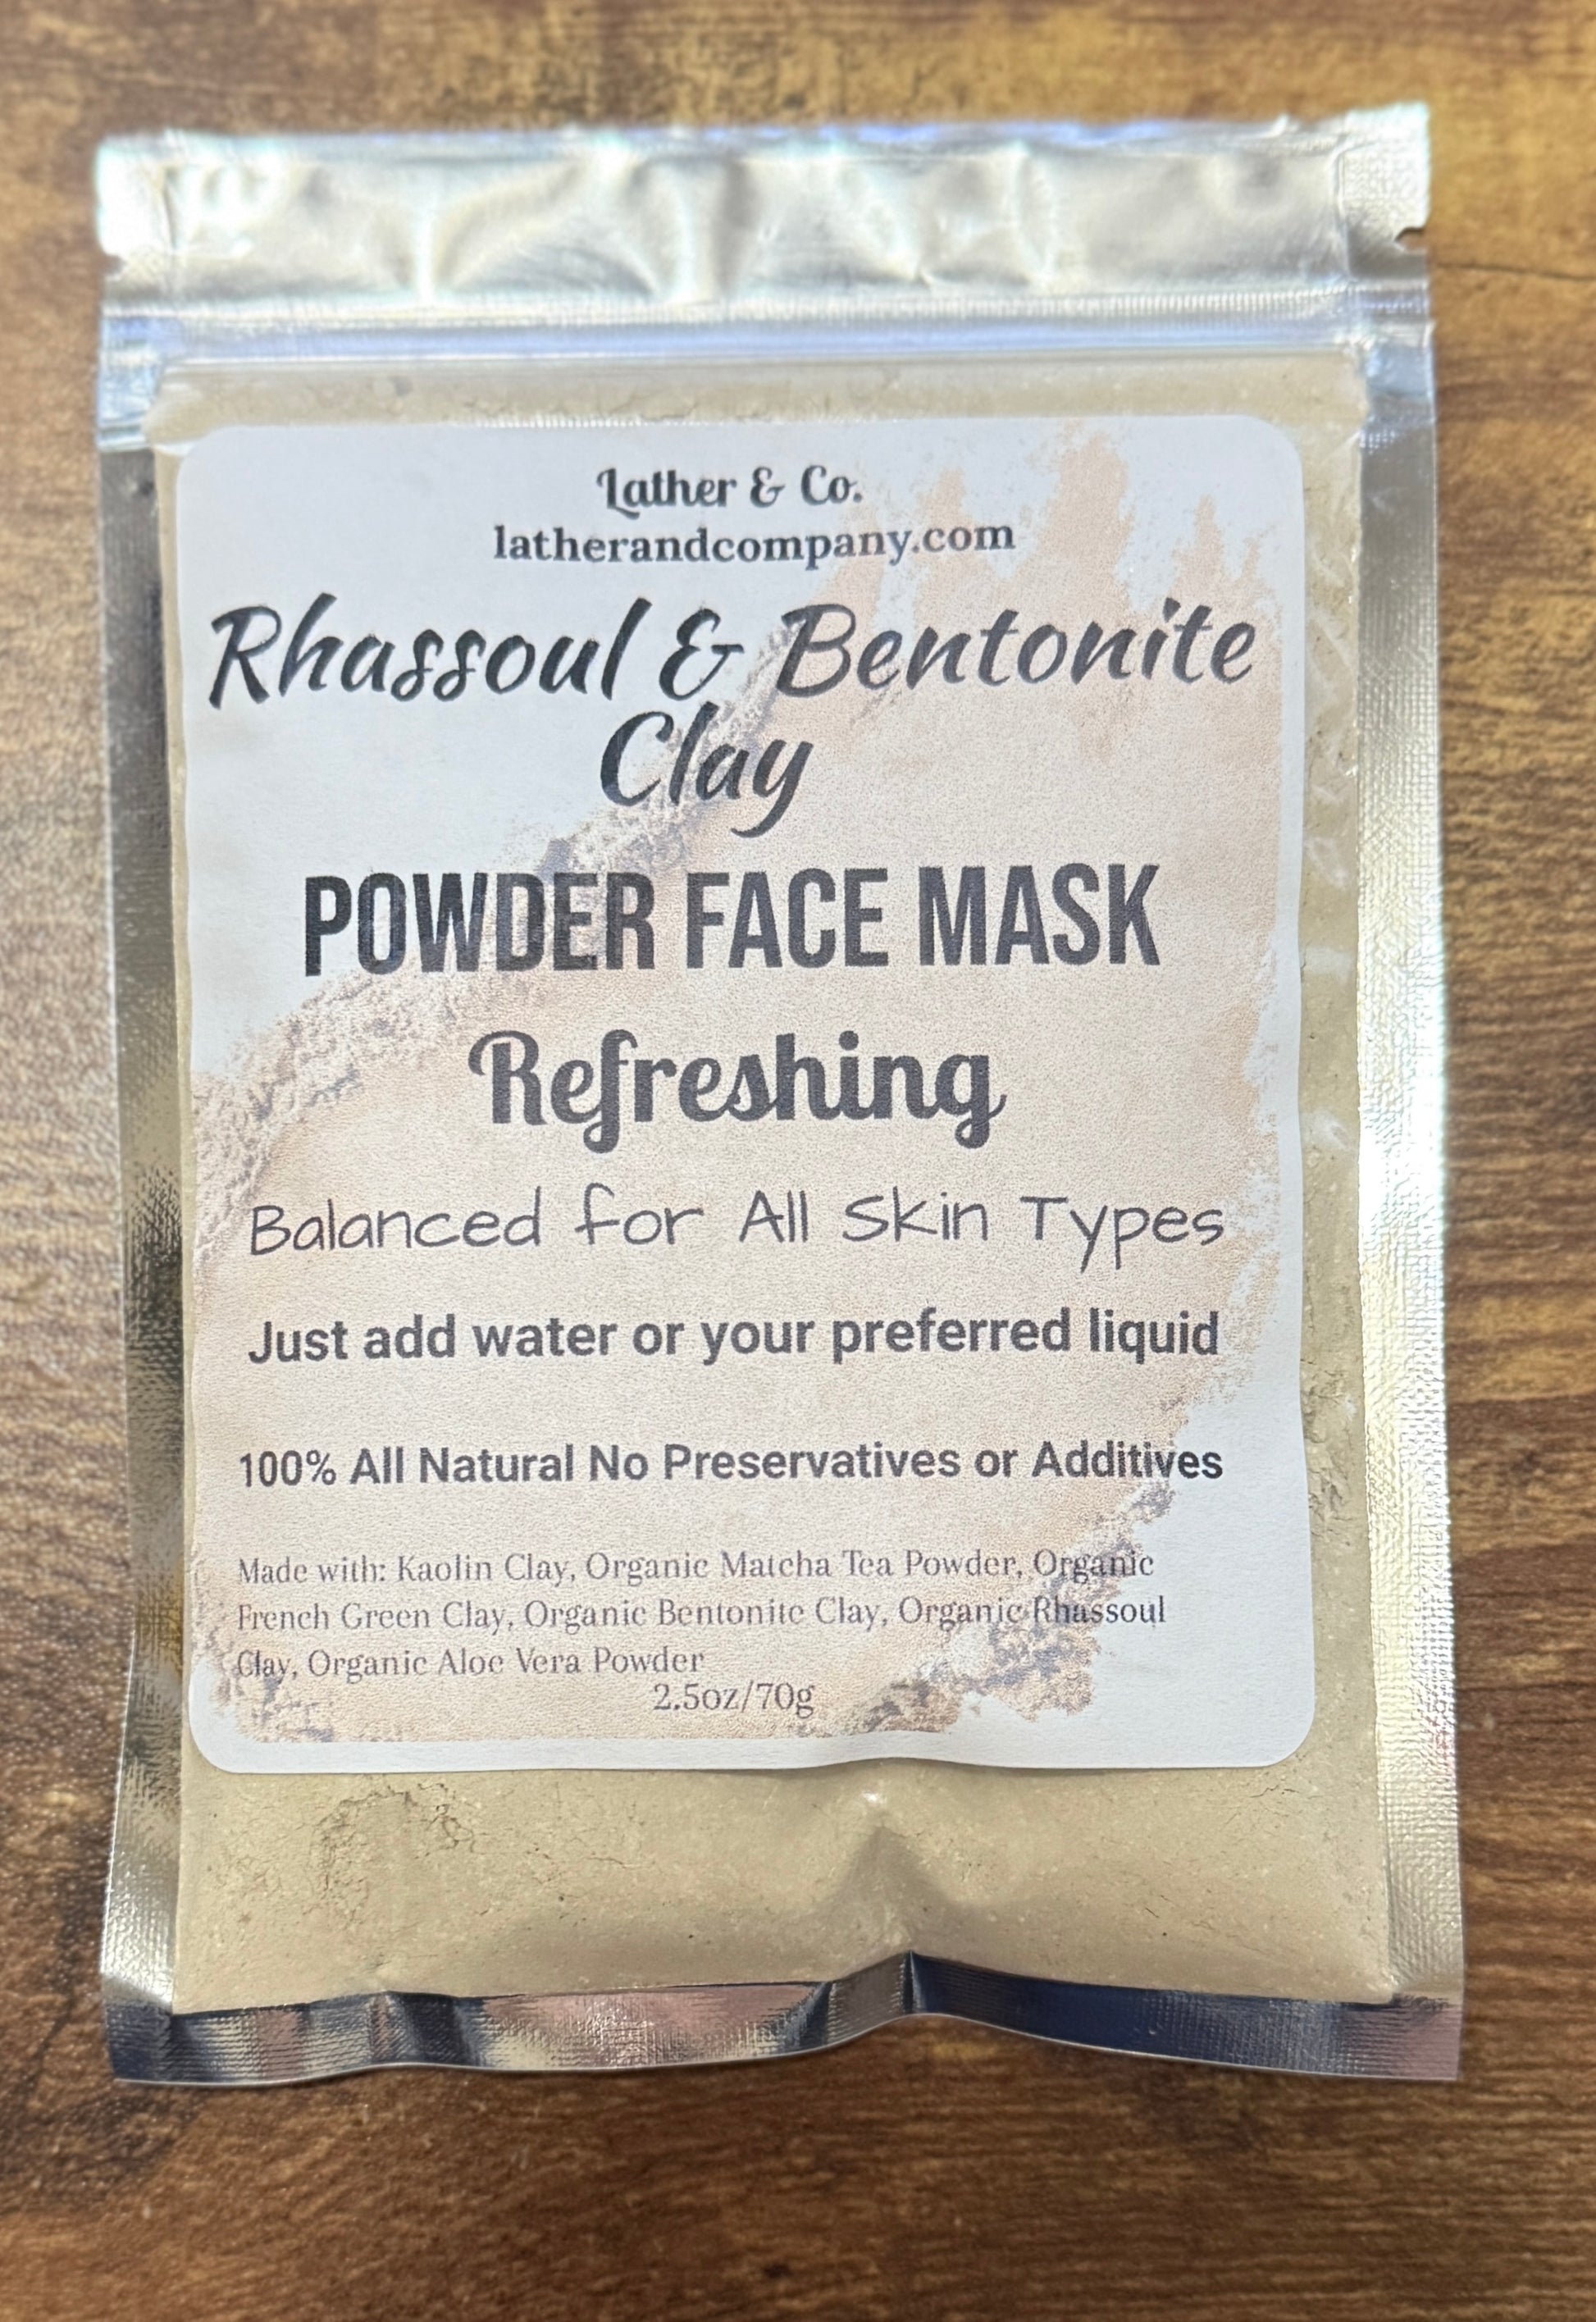 Lather & Co.
latherandcompany.com
Rhassoul & Bentonite
Clay
POWDER FACE MASK
Refreshing
Balanced for All Skin Types
Just add water or your preferred liquid
100% All Natural No Preservatives or Additives
Made with: Kaolin Clay, Organic Matcha Tea Powder, Organic
French Green Clay, Organic Bentonite Clay, Organic Rhassoul
Clay, Organic Aloe Vera Powder
2.5oz/70g